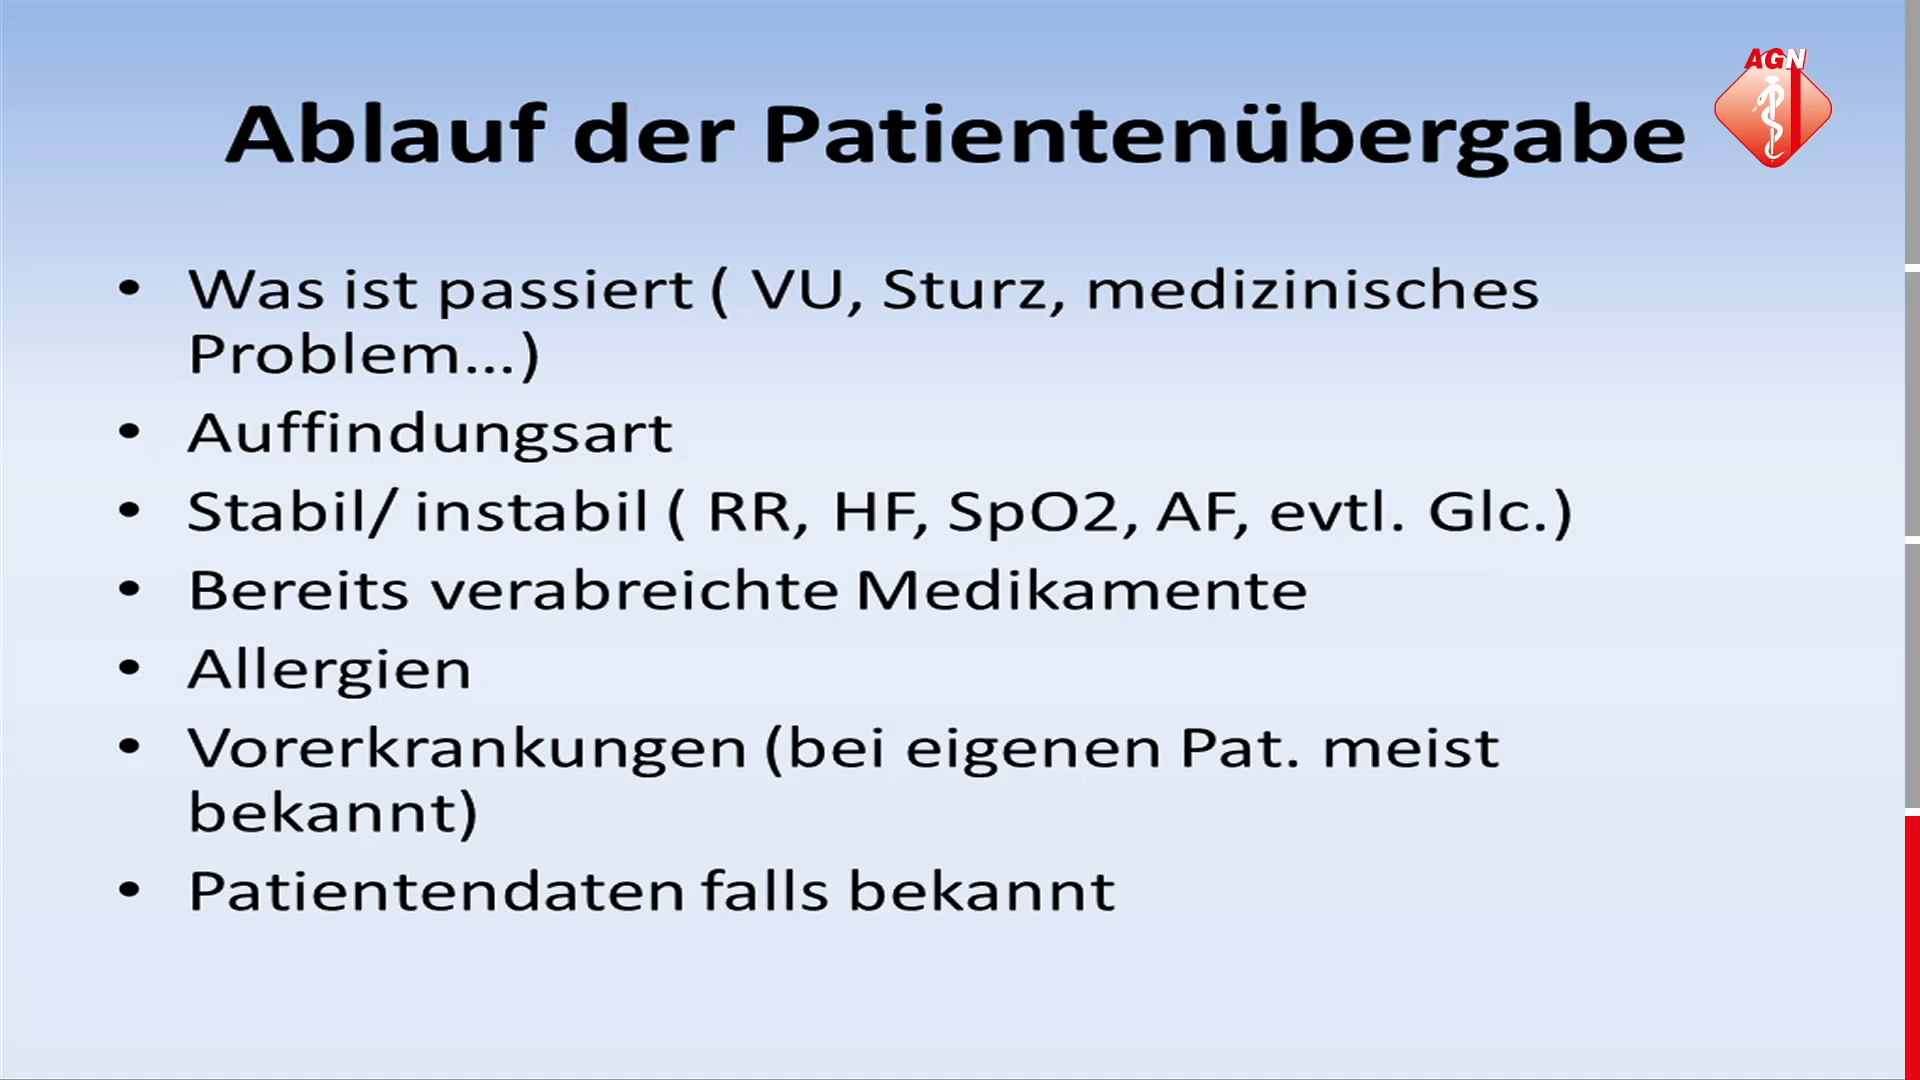 AGN
Ablauf der Patientenübergabe
• Was ist passiert ( VU, Sturz, medizinisches
Problem...)
• Auffindungsart
• Stabil/ instabil ( RR, HF, SpO2, AF, evtl. Glc.)
• Bereits verabreichte Medikamente
• Allergien
• Vorerkrankungen (bei eigenen Pat. meist
bekannt)
• Patientendaten falls bekannt